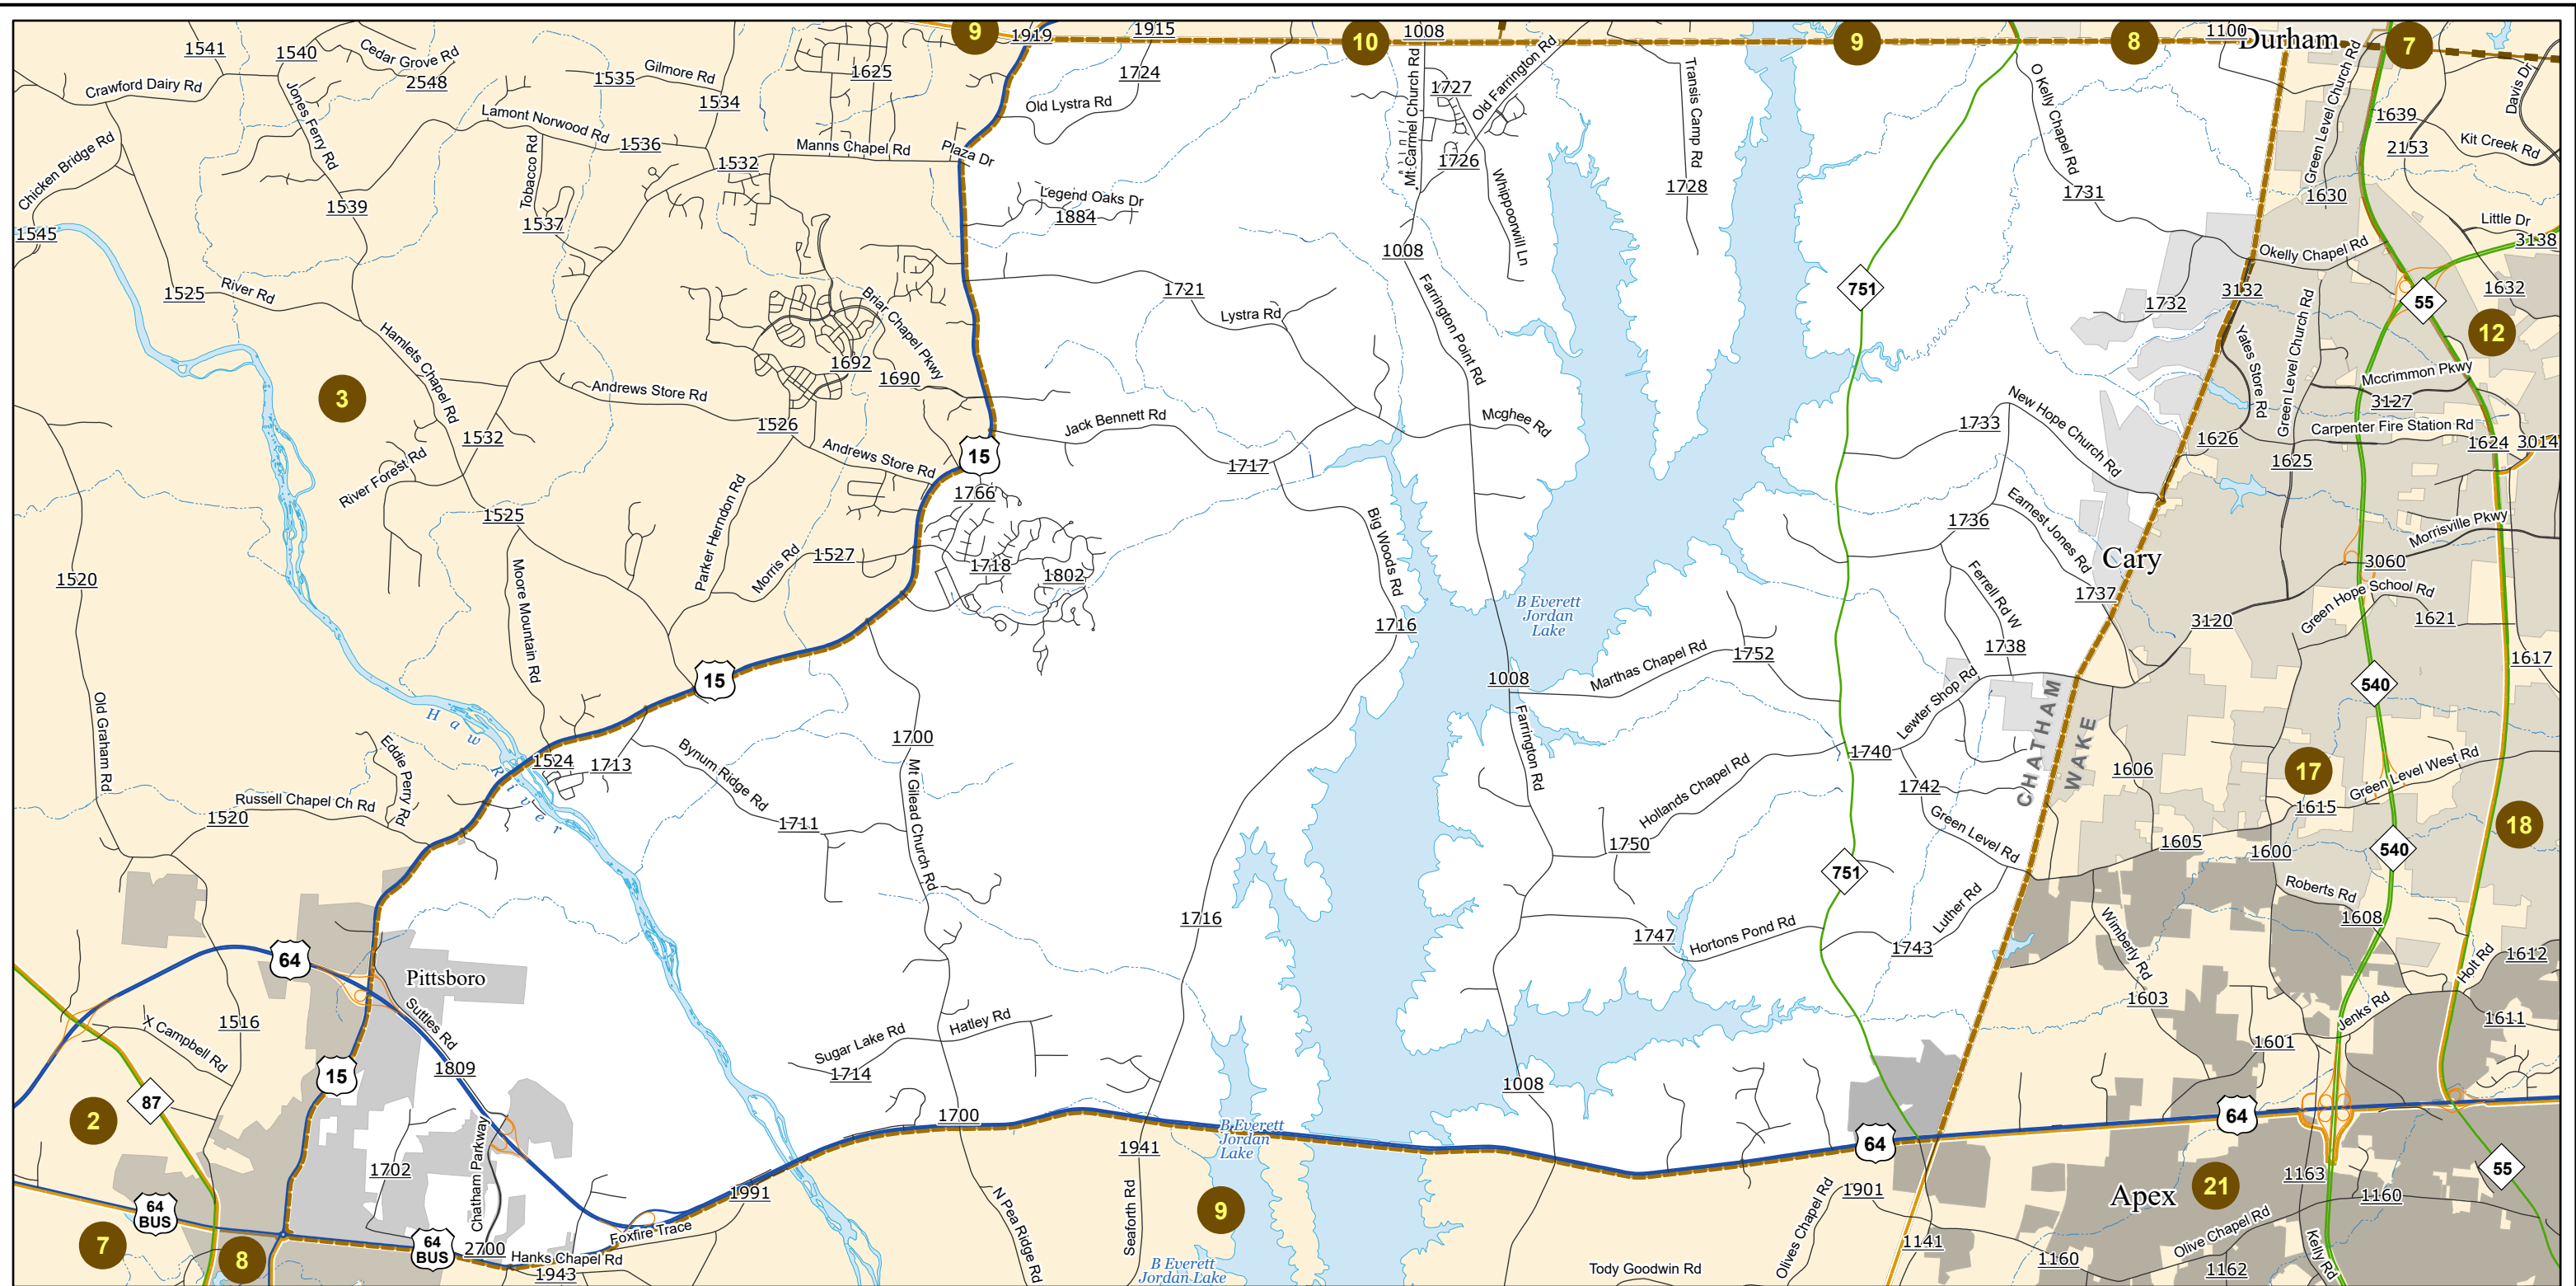 9
10
9
8
7
1919
1915
1008
1100
Durham
1541
1540
Cedar Grove Rd
2548
1535
Gilmore Rd
1625
1724
1727
Old Farrington Rd
Transis Camp Rd
O Kelly Chapel Rd
Green Level Church Rd
1639
Davis Dr
Crawford Dairy Rd
Jones Ferry Rd
Lamont Norwood Rd
1534
Old Lystra Rd
Mt.Carmel Church Rd
1726
2153
Kit Creek Rd
Chicken Bridge Rd
Tobacco Rd
1536
1532
Manns Chapel Rd
Plaza Dr
Whippoorwill Ln
1728
1731
1630
1539
1537
Legend Oaks Dr
1884
Little Dr
3138
1545
1008
Okelly Chapel Rd
1525
River Rd
1721
Lystra Rd
Farrington Point Rd
751
1732
3132
55
1632
12
Hamlets Chapel Rd
Briar Chapel Pkwy
1692
1690
Yates Store Rd
Green Level Church Rd
Mccrimmon Pkwy
3127
3
Andrews Store Rd
1526
Jack Bennett Rd
Mcghee Rd
1733
New Hope Church Rd
1626
Carpenter Fire Station Rd
1624
3014
1532
River Forest Rd
Andrews Store Rd
15
1717
1625
1766
1525
Parker Herndon Rd
Big Woods Rd
1736
Earnest Jones Rd
Morrisville Pkwy
1520
Moore Mountain Rd
Morris Rd
1527
1718
1802
Cary
3060
Green Hope School Rd
B Everett
Jordan
Lake
Ferrell Rd W
1737
1716
3120
1621
1738
1617
15
1008
Marthas Chapel Rd
1752
Lewter Shop Rd
CHATHAM
WAKE
540
Old Graham Rd
Haw River
Eddie Perry Rd
1524
1713
Bynum Ridge Rd
1700
Farrington Rd
1740
1606
17
Green Level West Rd
Mt Gilead Church Rd
Hollands Chapel Rd
1742
1615
Russell Chapel Ch Rd
1520
1711
1750
Green Level Rd
1605
1600
540
18
751
Roberts Rd
1716
1747
Hortons Pond Rd
1743
Luther Rd
Wimberly Rd
1608
1612
Holt Rd
64
Pittsboro
1603
Jenks Rd
1611
X Campbell Rd
1516
Suttles Rd
Sugar Lake Rd
Hatley Rd
1601
15
1809
1714
1008
87
2
1700
B Everett
Jordan
Lake
64
64
1163
55
1702
Chatham Parkway
1941
1991
N Pea Ridge Rd
Seaforth Rd
9
1901
Olives Chapel Rd
Apex
21
1160
64
BUS
7
8
64
BUS
2700
Hanks Chapel Rd
1943
Foxfire Trace
B Everett
Jordan Lake
Tody Goodwin Rd
1141
1160
Olive Chapel Rd
1162
Kelly Rd